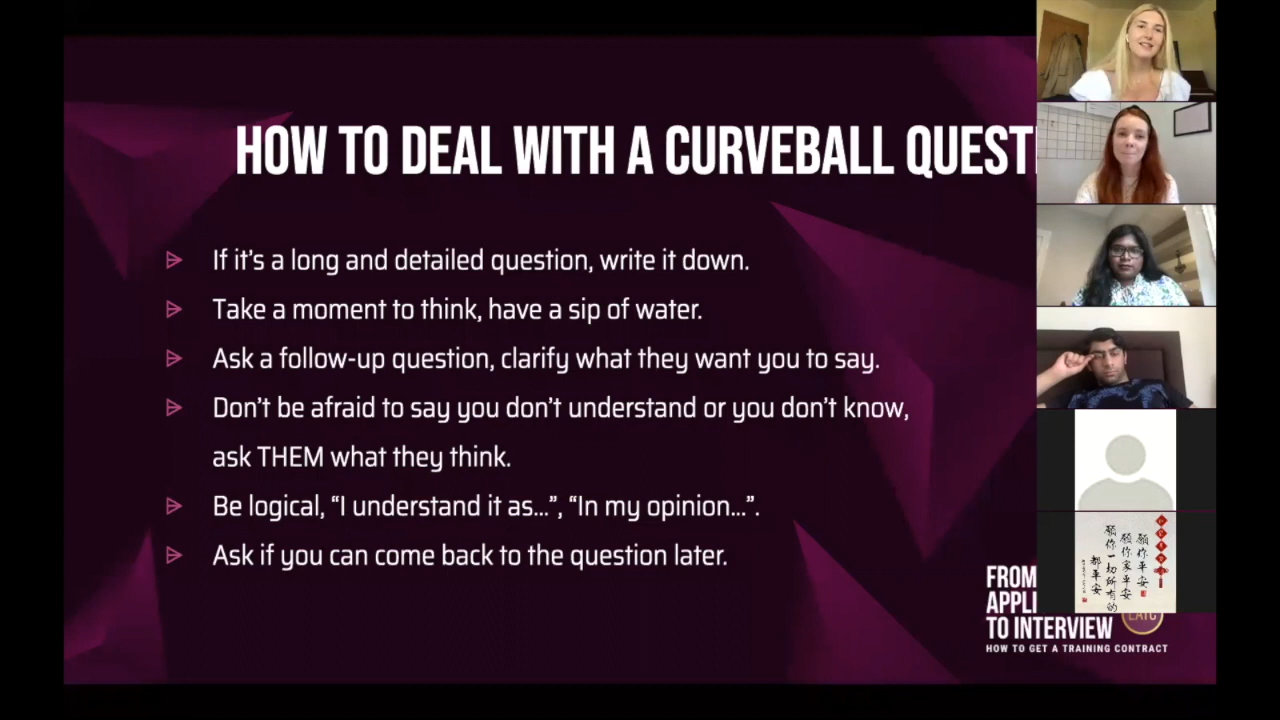 HOW TO DEAL WITH A CURVEBALL QUEST
If it's a long and detailed question, write it down.
Take a moment to think, have a sip of water.
Ask a follow-up question, clarify what they want you to say.
Don't be afraid to say you don't understand or you don't know,
ask THEM what they think.
Be logical, “I understand it as...”, “In my opinion...”.
Ask if you can come back to the question later.
FROM
APPLI
TO INTERVIEW
HOW TO GET A TRAINING CONTRACT
愿你平安
愿你家平安
愿你一切所有的
都平安